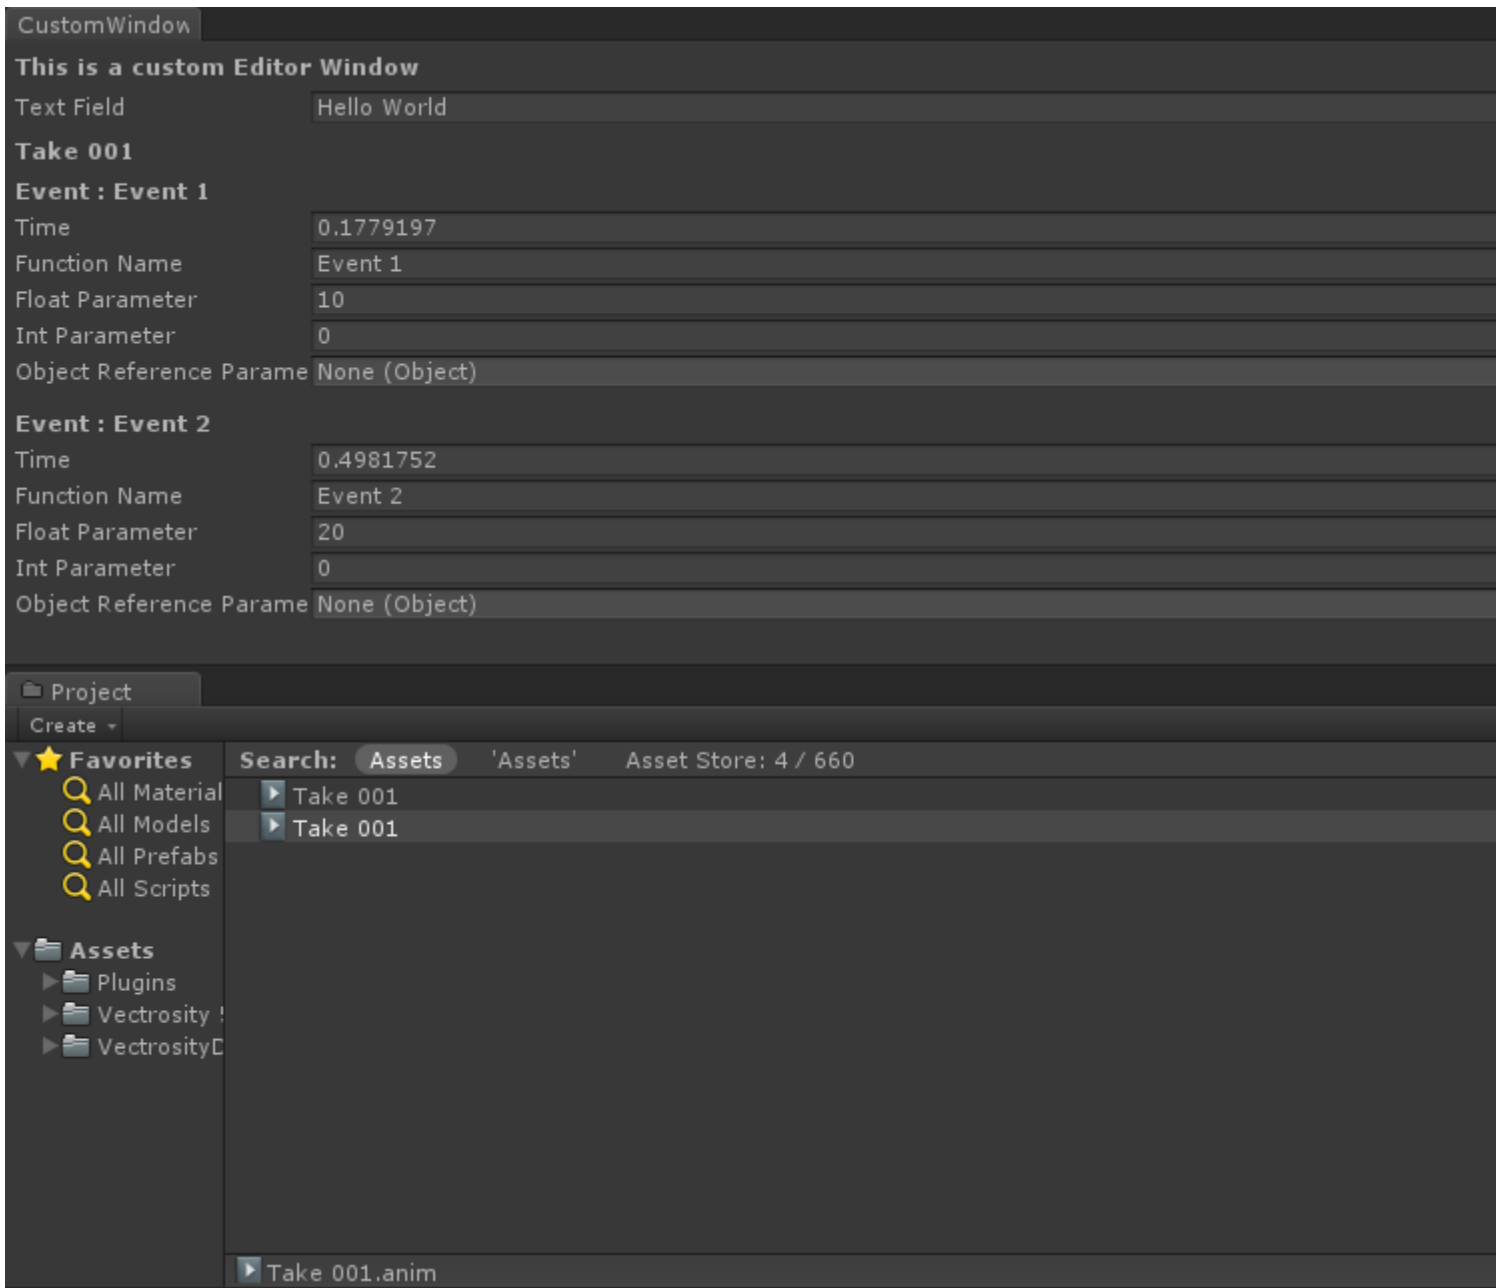 CustomWindow
This is a custom Editor Window
Text Field Hello World
Take 001
Event : Event 1
Time 0.1779197
Function Name Event 1
Float Parameter 10
Int Parameter 0
Object Reference Parame None (Object)
Event : Event 2
Time 0.4981752
Function Name Event 2
Float Parameter 20
Int Parameter 0
Object Reference Parame None (Object)
Project
Create
Favorites
All Material
All Models
All Prefabs
All Scripts
Assets
Plugins
Vectrosity
VectrosityD
Search: Assets 'Assets' Asset Store: 4 / 660
Take 001
Take 001
Take 001.anim